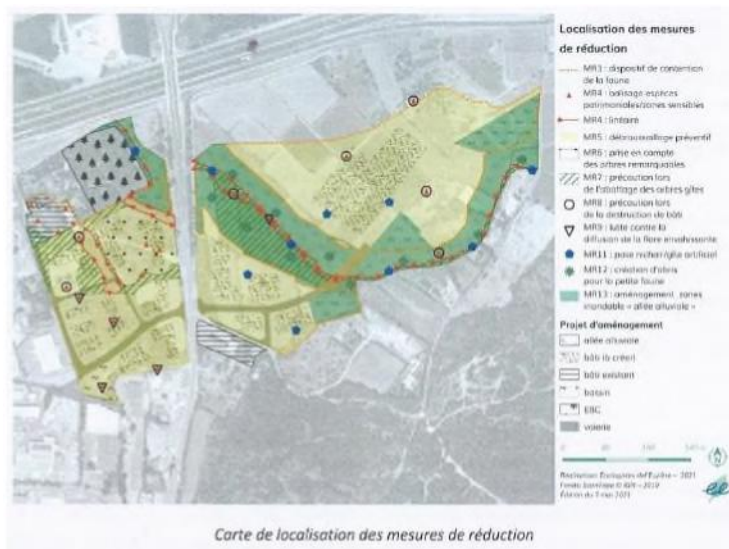 Localisation des mesures
de réduction
MR3 : dispositif de contention
de la faune
MR4 : balisage espèces
patrimoniales/zones sensibles
MR4 : linéaire
MR5 : débroussaillage préventif
MR6 : prise en compte
des arbres remarquables
MR7 : précaution lors
de l'abattage des arbres gîtes
MR8 : précaution lors
de la destruction de bâti
MR9 : lutte contre la
diffusion de la flore envahissante
MR11 : pose nichoir/gîte artificiel
MR12 : création d'abris
pour la petite faune
MR13 : aménagement zones
inondable « allée alluviale »
Projet d'aménagement
allée alluviale
bâti (à créer)
bâti existant
bassin
EBC
voierie
0
N
Carte de localisation des mesures de réduction